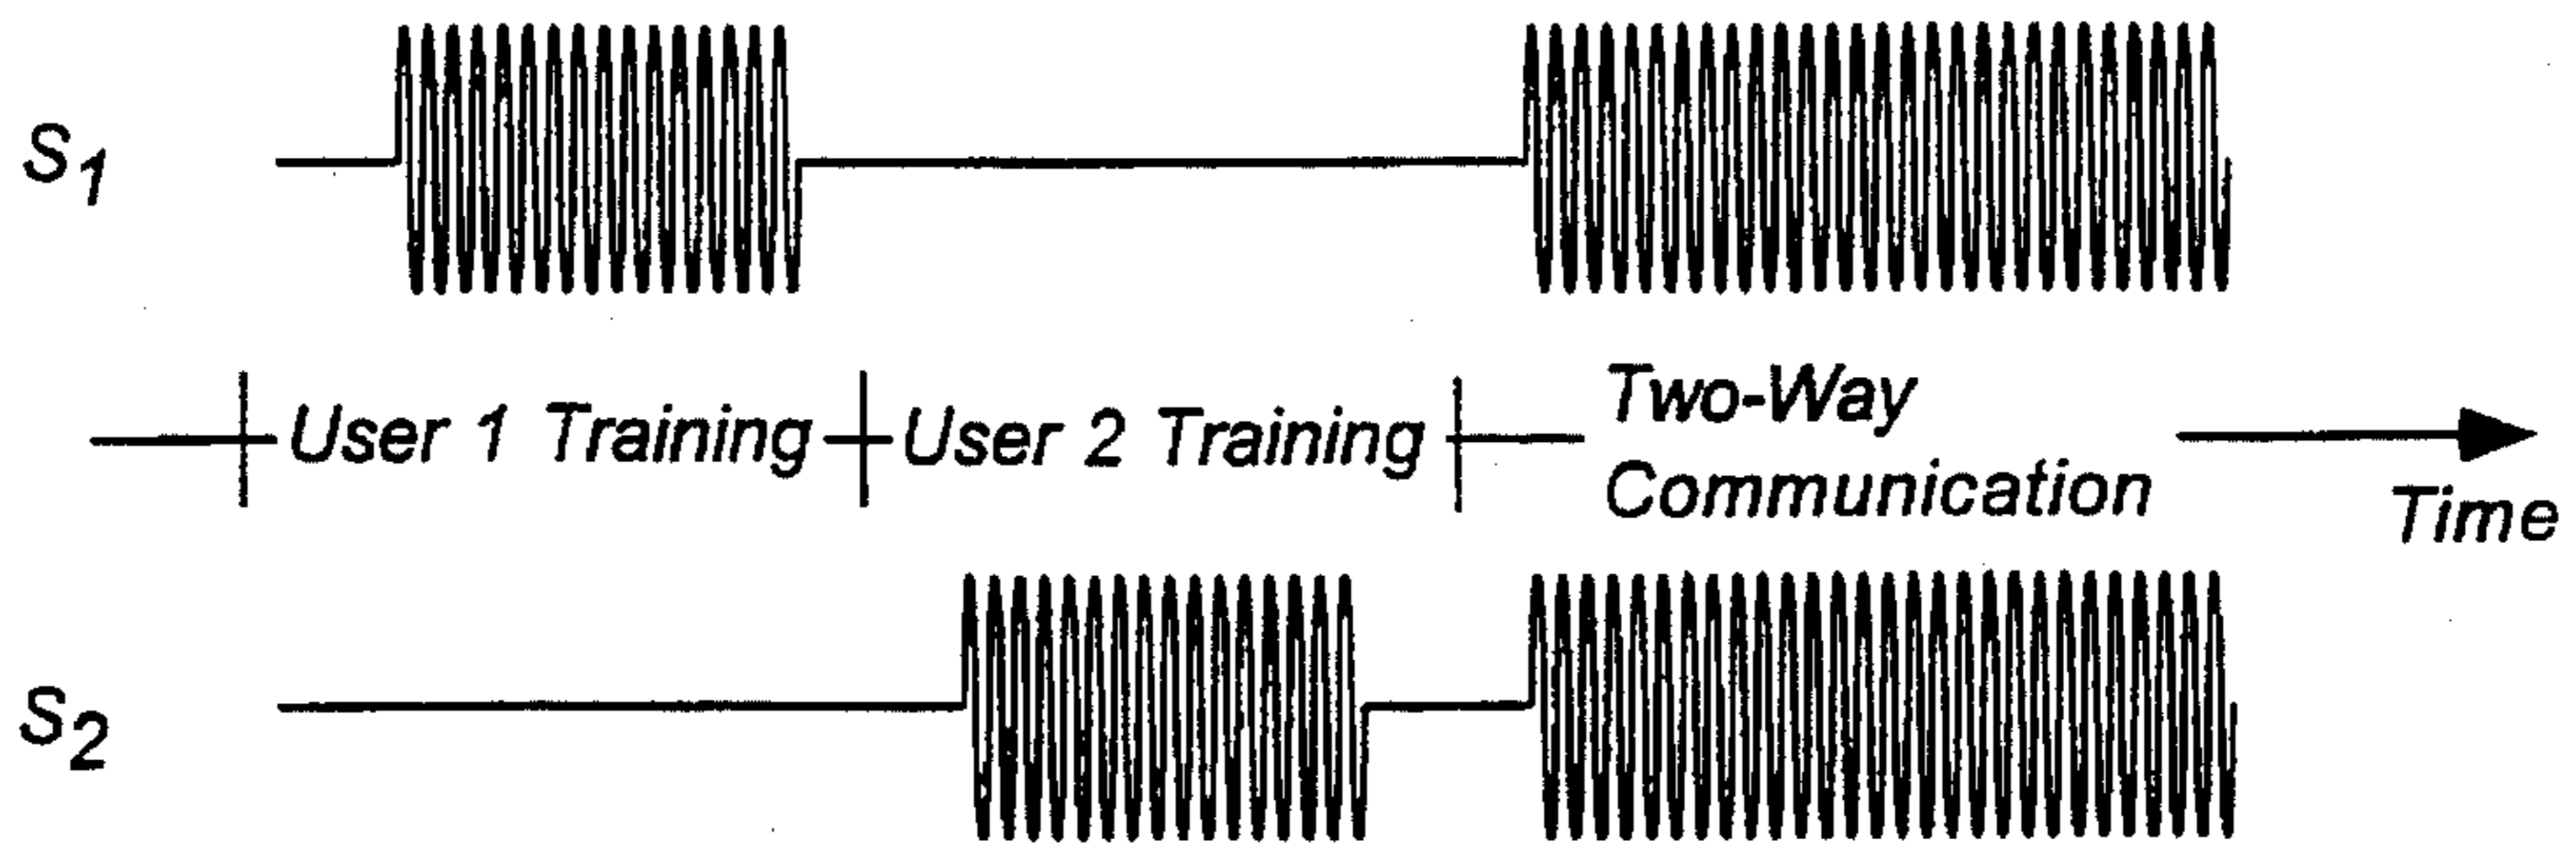 S1
User 1 Training
User 2 Training
Two-Way
Communication
Time
S2